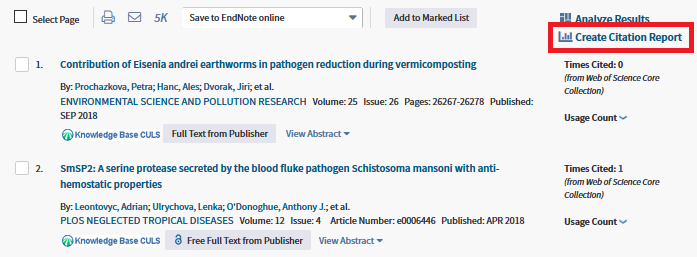 Select Page
5K
Save to EndNote online
Add to Marked List
Analyze Results
Create Citation Report
1.
Contribution of Eisenia andrei earthworms in pathogen reduction during vermicomposting
By: Prochazkova, Petra; Hanc, Ales; Dvorak, Jiri; et al.
ENVIRONMENTAL SCIENCE AND POLLUTION RESEARCH Volume: 25 Issue: 26 Pages: 26267-26278 Published:
SEP 2018
Knowledge Base CULS
Full Text from Publisher
View Abstract
Times Cited: 0
(from Web of Science Core
Collection)
Usage Count
2.
SmSP2: A serine protease secreted by the blood fluke pathogen Schistosoma mansoni with anti-
hemostatic properties
By: Leontovyc, Adrian; Ulrychova, Lenka; O'Donoghue, Anthony J.; et al.
PLOS NEGLECTED TROPICAL DISEASES Volume: 12 Issue: 4 Article Number: e0006446 Published: APR 2018
Knowledge Base CULS
Free Full Text from Publisher
View Abstract
Times Cited: 1
(from Web of Science Core
Collection)
Usage Count